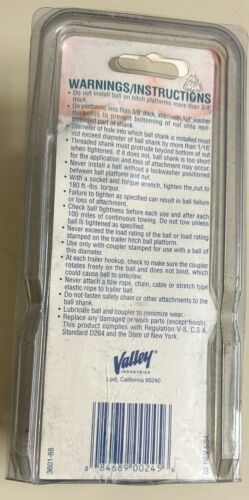 WARNINGS/INSTRUCTIONS
• Do not install ball on hitch platforms more than 3/4"
thick.
• On platforms less than 3/8" thick, shim with flat washer
thickness to prevent bottoming of nut onto non-
threaded part of shank.
• Diameter of hole into which ball shank is installed must
not exceed diameter of ball shank by more than 1/16"
• Threaded shank must protrude beyond bottom of nut
when tightened. If it does not, ball shank is too short
for the application and loss of attachment may occur.
• Never install a ball without a lockwasher positioned
between ball platform and nut.
• With a socket and torque wrench, tighten the nut to
180 ft.-lbs. torque.
• Failure to tighten as specified can result in ball failure
or loss of attachment.
• Check ball tightness before each use and after each
100 miles of continuous towing. Do not tow unless
ball is tightened as specified.
• Never exceed the load rating of the ball or load rating
stamped on the trailer hitch ball platform.
• Use only with coupler stamped for use with a ball of
this diameter.
• At each trailer hookup, check to make sure the coupler
rotates freely on the ball and does not bind, which
could cause ball to unscrew.
• Never attach a tow rope, chain, cable or stretch type
elastic rope to trailer ball.
• Do not fasten safety chain or other attachments to the
ball shank.
• Lubricate ball and coupler to minimize wear.
• Replace any damaged or worn parts (except finish).
This product complies with Regulation V-5, C.S.A.
Standard D264 and the State of New York.
Valley
INDUSTRIES
Lodi, California 95240
3601-68
0 84689 00245